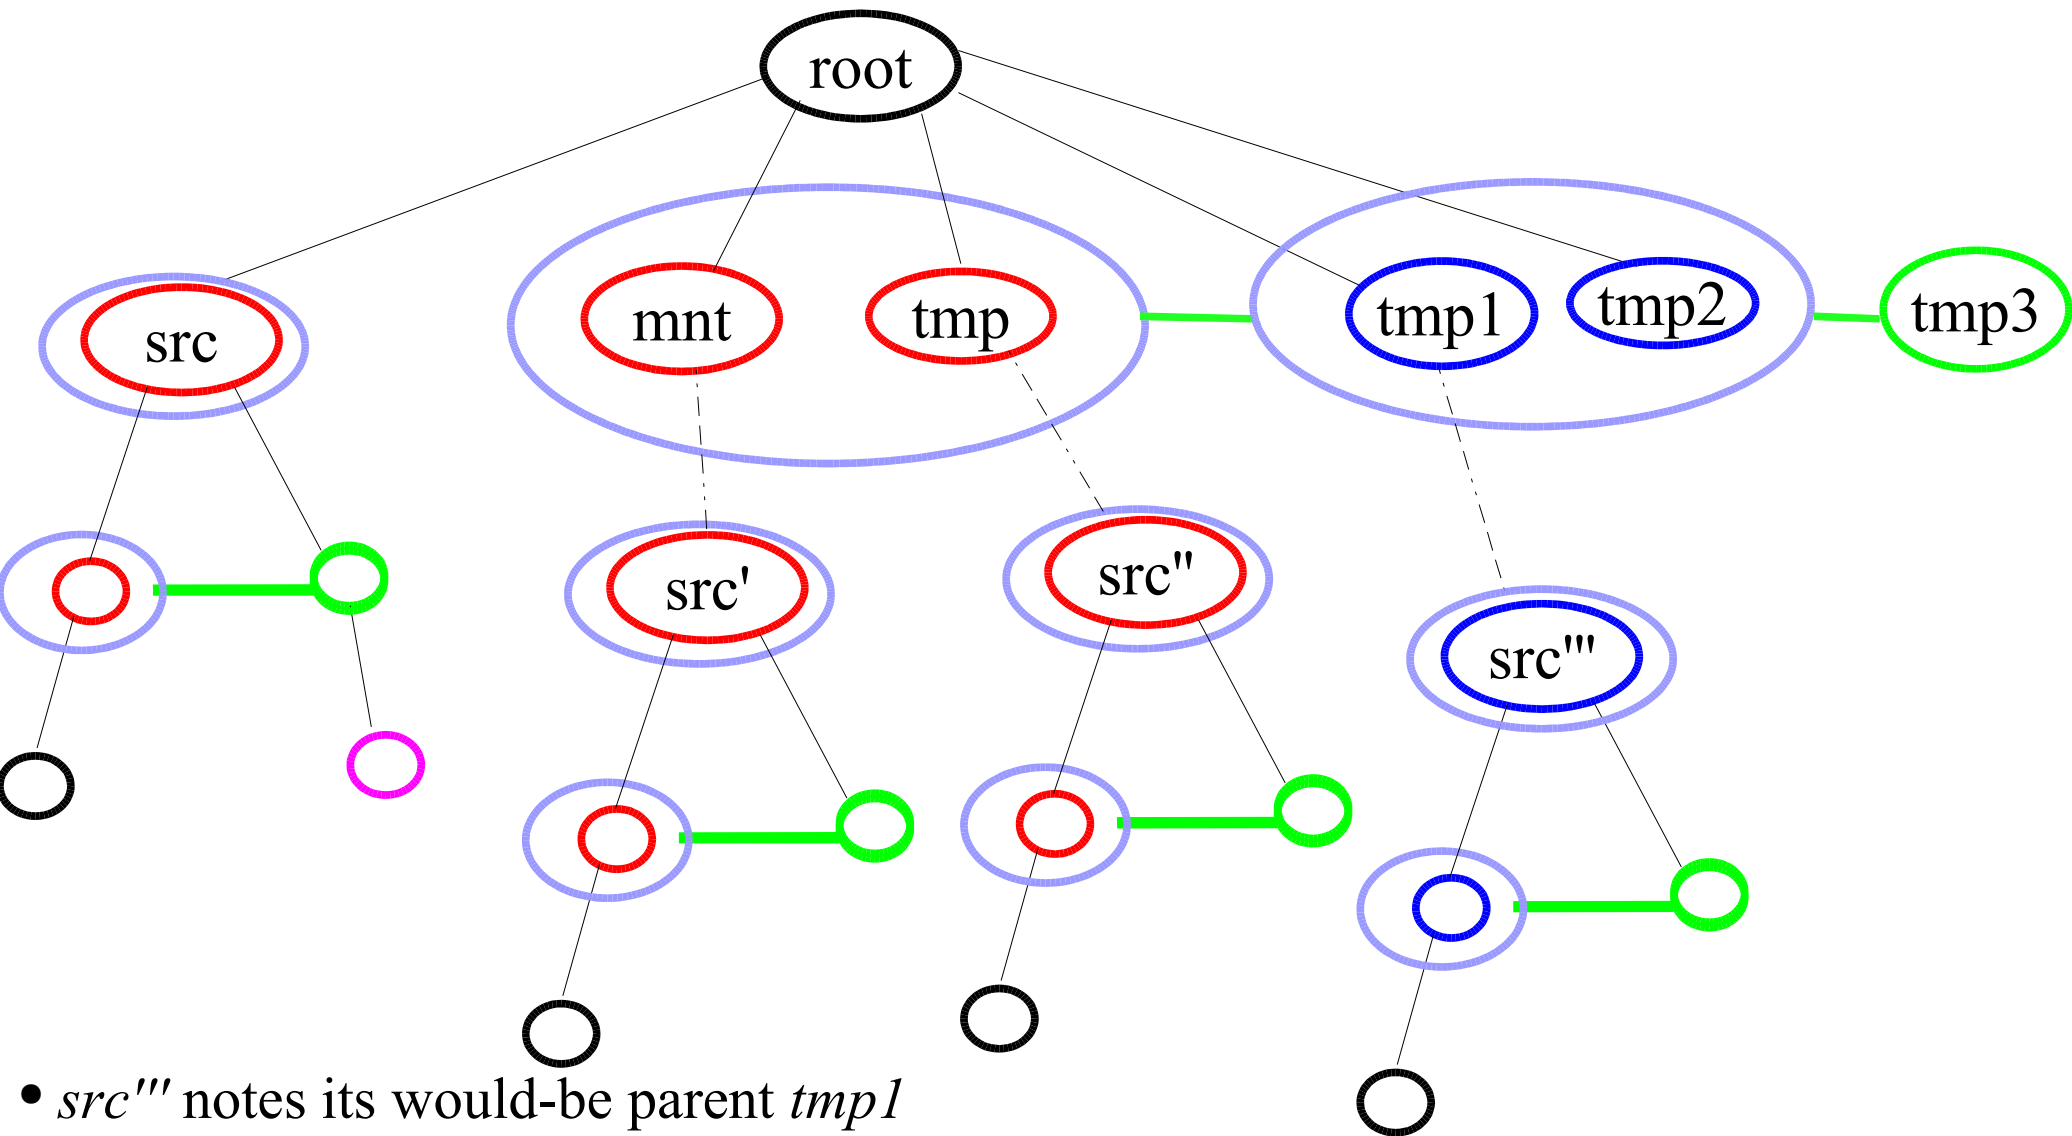 root
src
mnt
tmp
tmp1
tmp2
tmp3
src'
src''
src'''
• src''' notes its would-be parent tmp1